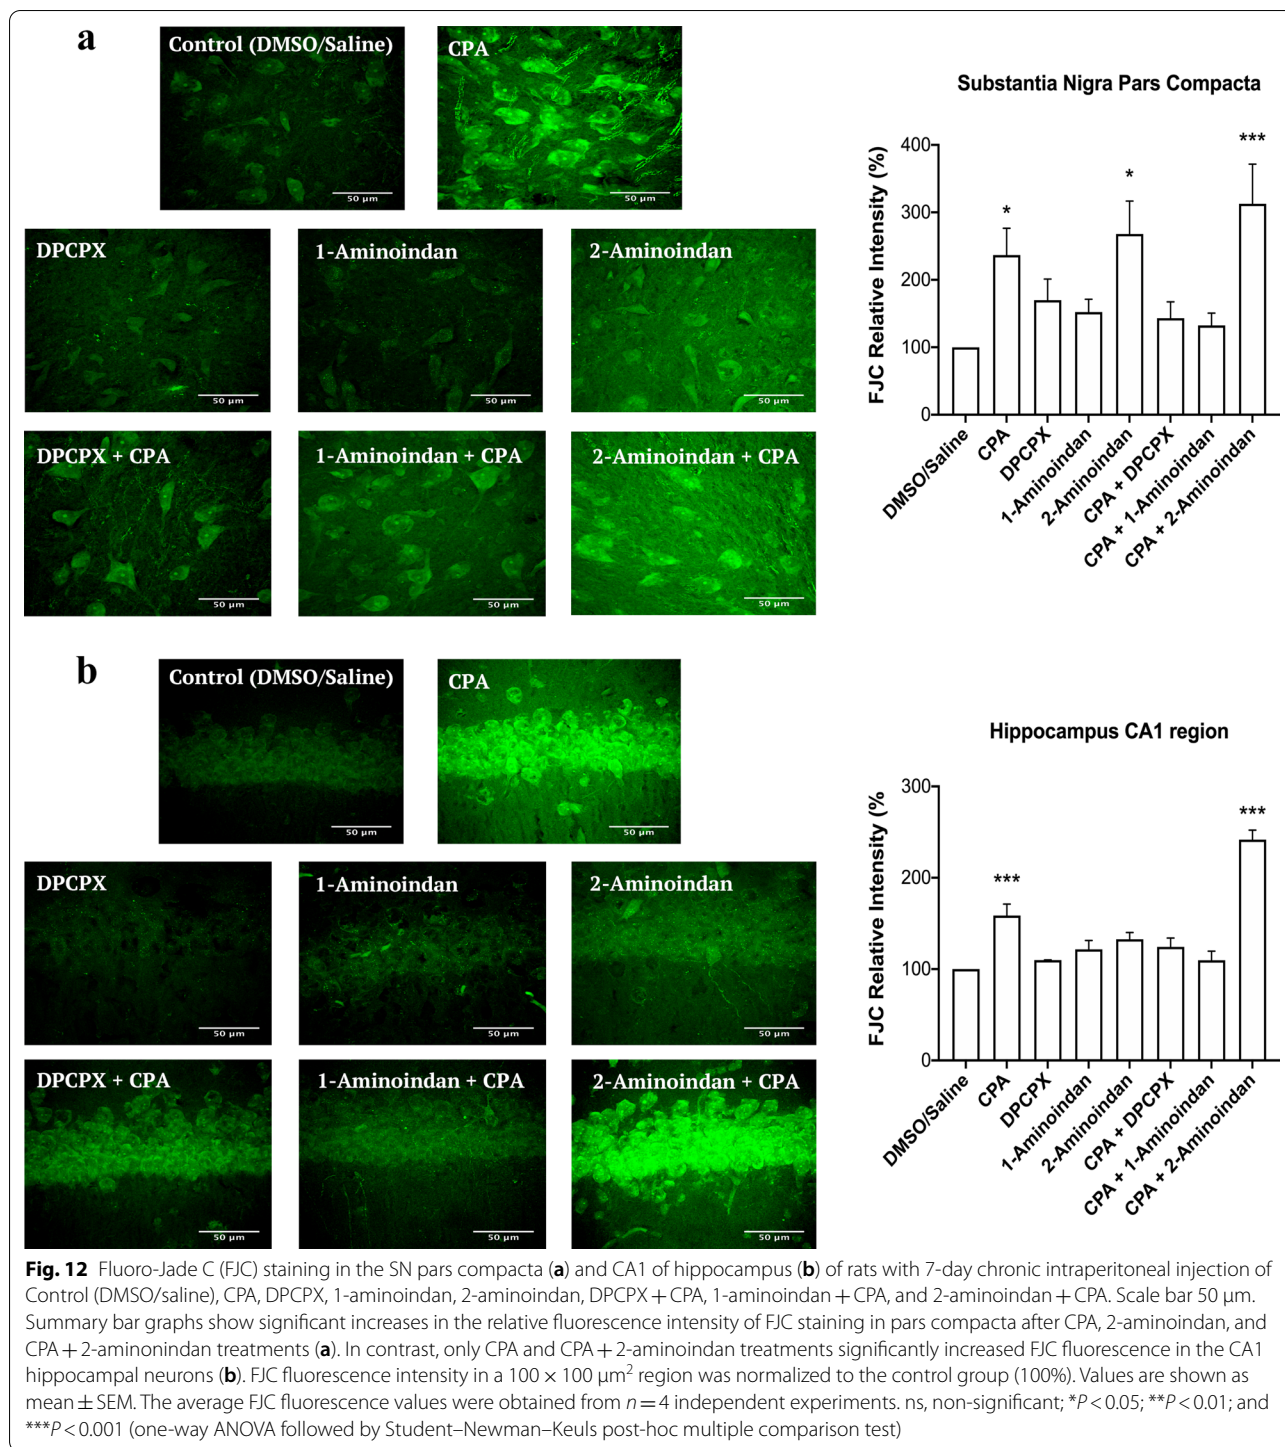 a
Control (DMSO/Saline)
50 μm
CPA
50 μm
DPCPX
50 μm
1-Aminoindan
50 μm
2-Aminoindan
50 μm
DPCPX + CPA
50 μm
1-Aminoindan + CPA
50 μm
2-Aminoindan + CPA
50 μm
Substantia Nigra Pars Compacta
FJC Relative Intensity (%)
400
300
200
100
0
*
*
***
DMSO/Saline
CPA
DPCPX
1-Aminoindan
2-Aminoindan
CPA + DPCPX
CPA + 1-Aminoindan
CPA + 2-Aminoindan
b
Control (DMSO/Saline)
50 μm
CPA
50 μm
DPCPX
50 μm
1-Aminoindan
50 μm
2-Aminoindan
50 μm
DPCPX + CPA
50 μm
1-Aminoindan + CPA
50 μm
2-Aminoindan + CPA
50 μm
Hippocampus CA1 region
FJC Relative Intensity (%
300
200
100
0
***
***
DMSO/Saline
CPA
DPCPX
1-Aminoindan
2-Aminoindan
CPA + DPCPX
CPA + 1-Aminoindan
CPA + 2-Aminoindan
Fig. 12 Fluoro-Jade C (FJC) staining in the SN pars compacta (a) and CA1 of hippocampus (b) of rats with 7-day chronic intraperitoneal injection of
Control (DMSO/saline), CPA, DPCPX, 1-aminoindan, 2-aminoindan, DPCPX + CPA, 1-aminoindan + CPA, and 2-aminoindan + CPA. Scale bar 50 μm.
Summary bar graphs show significant increases in the relative fluorescence intensity of FJC staining in pars compacta after CPA, 2-aminoindan, and
CPA + 2-aminonindan treatments (a). In contrast, only CPA and CPA + 2-aminoindan treatments significantly increased FJC fluorescence in the CA1
hippocampal neurons (b). FJC fluorescence intensity in a 100 × 100 μm² region was normalized to the control group (100%). Values are shown as
mean ± SEM. The average FJC fluorescence values were obtained from n = 4 independent experiments. ns, non-significant; *P < 0.05; **P < 0.01; and
***P < 0.001 (one-way ANOVA followed by Student–Newman–Keuls post-hoc multiple comparison test)